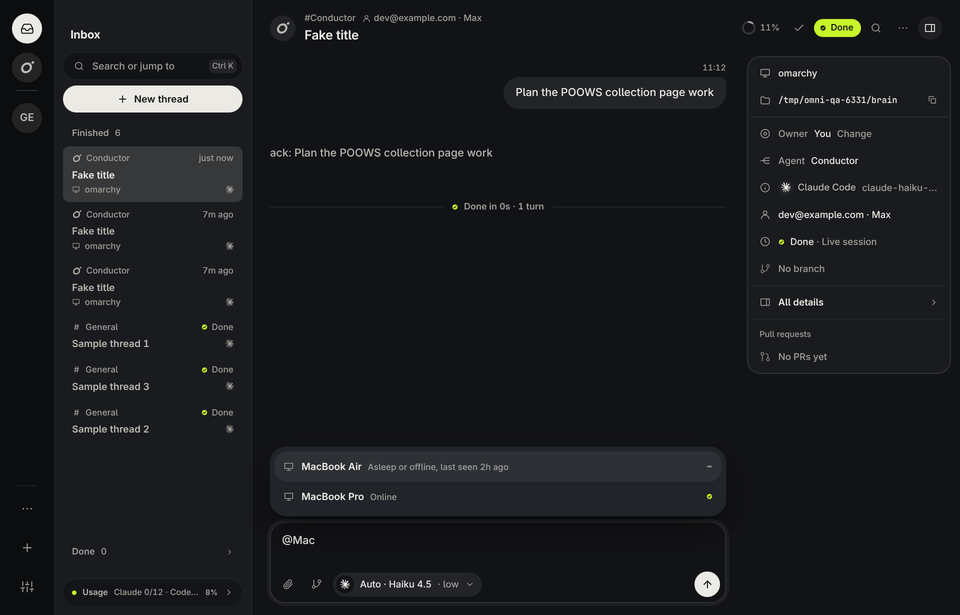 Inbox
Search or jump to Ctrl K
+ New thread
GE
Finished 6
Conductor just now
Fake title
omarchy
Conductor 7m ago
Fake title
omarchy
Conductor 7m ago
Fake title
omarchy
# General Done
Sample thread 1
# General Done
Sample thread 3
# General Done
Sample thread 2
Done 0
Usage Claude 0/12 · Code... 8%
#Conductor dev@example.com · Max
Fake title
11% Done
11:12
Plan the POOWS collection page work
ack: Plan the POOWS collection page work
Done in 0s · 1 turn
MacBook Air Asleep or offline, last seen 2h ago
MacBook Pro Online
@Mac
Auto · Haiku 4.5 · low
omarchy
/tmp/omni-qa-6331/brain
Owner You Change
Agent Conductor
Claude Code claude-haiku-...
dev@example.com · Max
Done · Live session
No branch
All details
Pull requests
No PRs yet